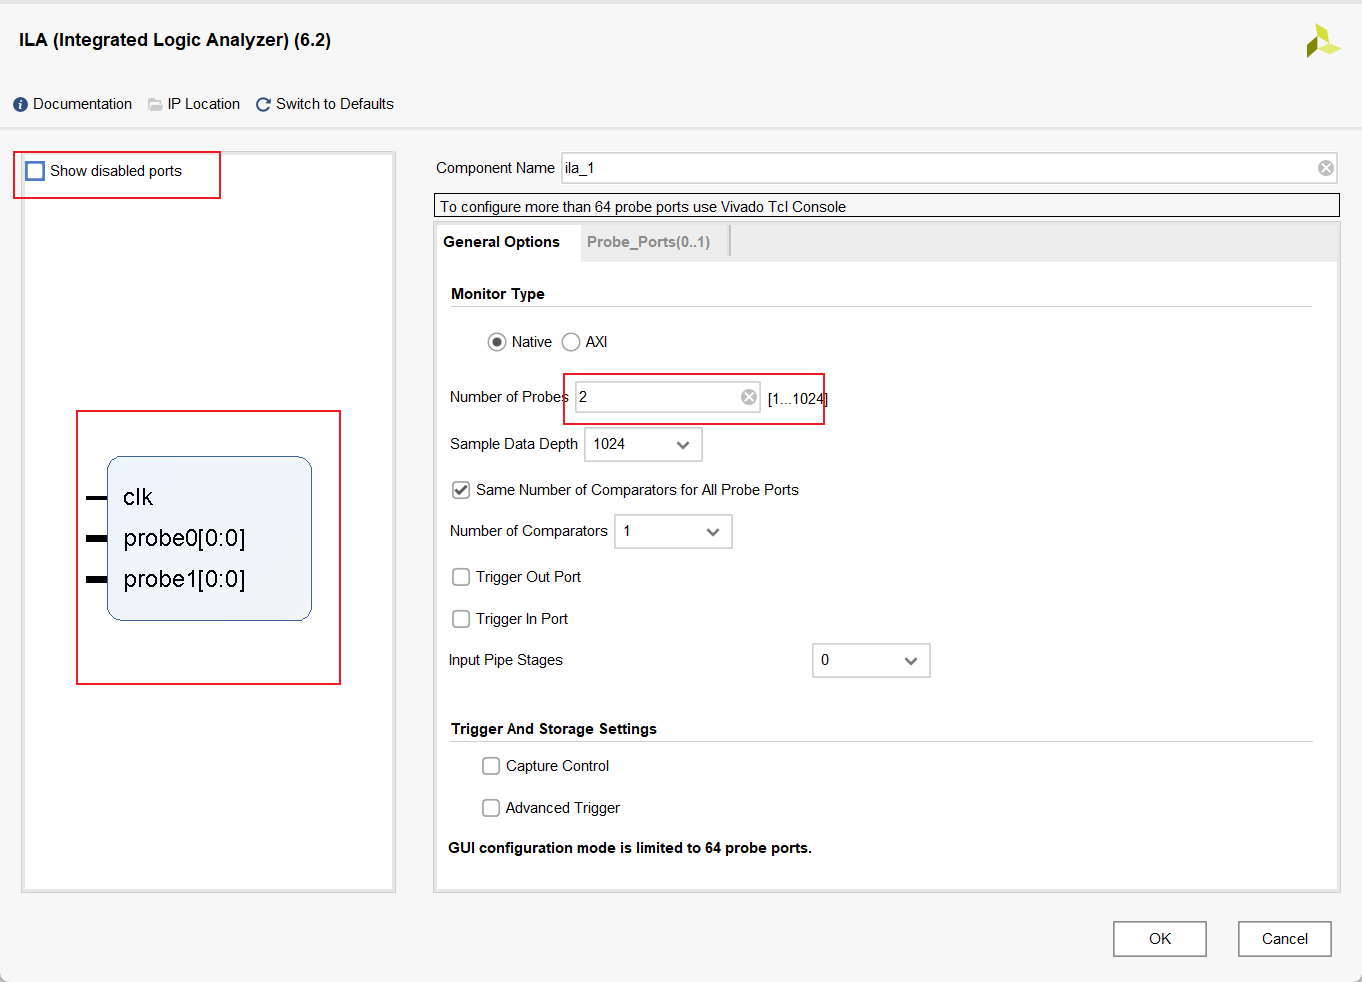 ILA (Integrated Logic Analyzer) (6.2)
Documentation IP Location Switch to Defaults
Show disabled ports
clk
probe0[0:0]
probe1[0:0]
Component Name ila_1
To configure more than 64 probe ports use Vivado Tcl Console
General Options Probe_Ports(0..1)
Monitor Type
Native AXI
Number of Probes 2 [1...1024]
Sample Data Depth 1024
Same Number of Comparators for All Probe Ports
Number of Comparators 1
Trigger Out Port
Trigger In Port
Input Pipe Stages 0
Trigger And Storage Settings
Capture Control
Advanced Trigger
GUI configuration mode is limited to 64 probe ports.
OK Cancel